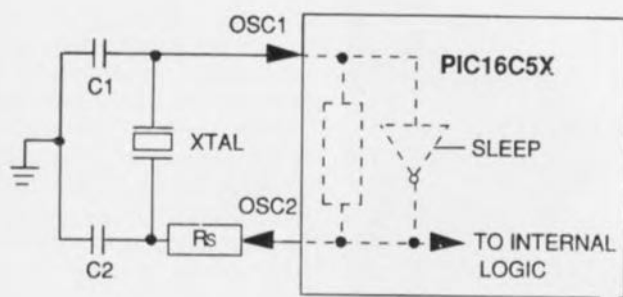 OSC1
PIC16C5X
C1
XTAL
SLEEP
OSC2
RS
TO INTERNAL
LOGIC
C2